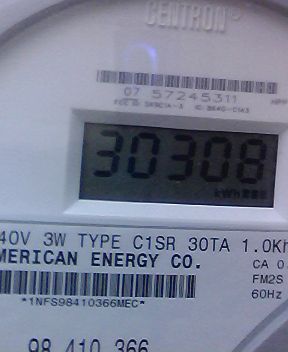 CENTRON
07 57245311
30308
kWh
40V 3W TYPE C1SR 30TA 1.0Kh
MERICAN ENERGY CO.
CA 0.
FM2S
*1NFS98410366MEC*
60Hz
98 410 366